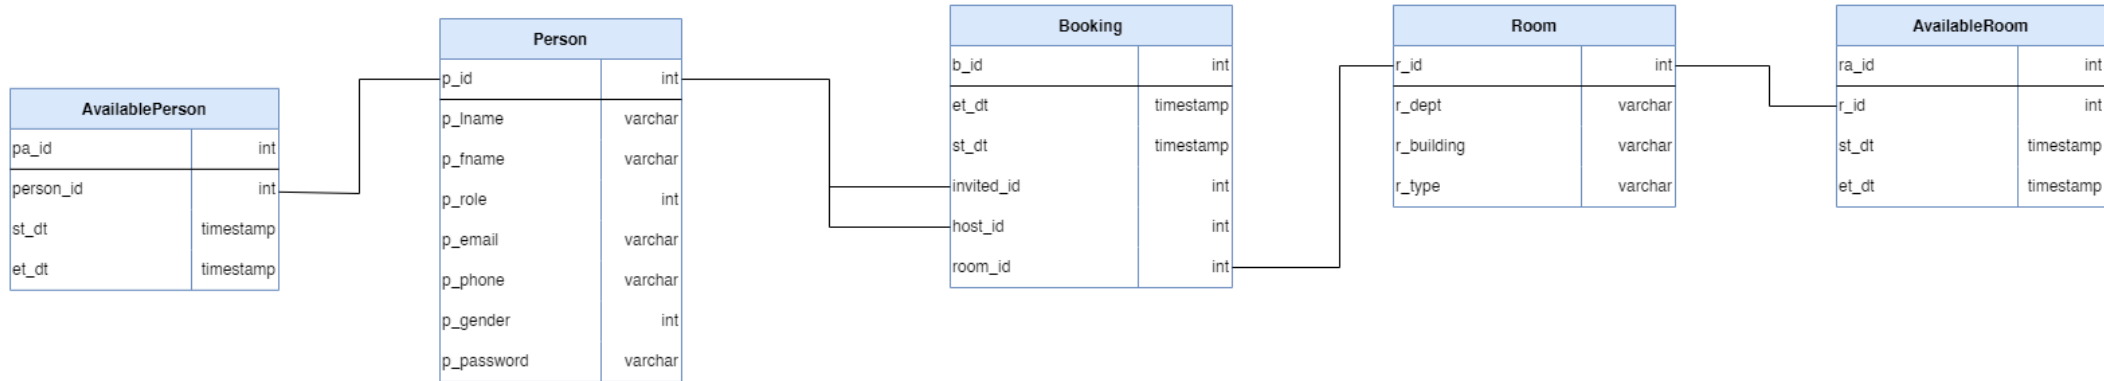 AvailablePerson
pa_id int
person_id int
st_dt timestamp
et_dt timestamp
Person
p_id int
p_lname varchar
p_fname varchar
p_role int
p_email varchar
p_phone varchar
p_gender int
p_password varchar
Booking
b_id int
et_dt timestamp
st_dt timestamp
invited_id int
host_id int
room_id int
Room
r_id int
r_dept varchar
r_building varchar
r_type varchar
AvailableRoom
ra_id int
r_id int
st_dt timestamp
et_dt timestamp